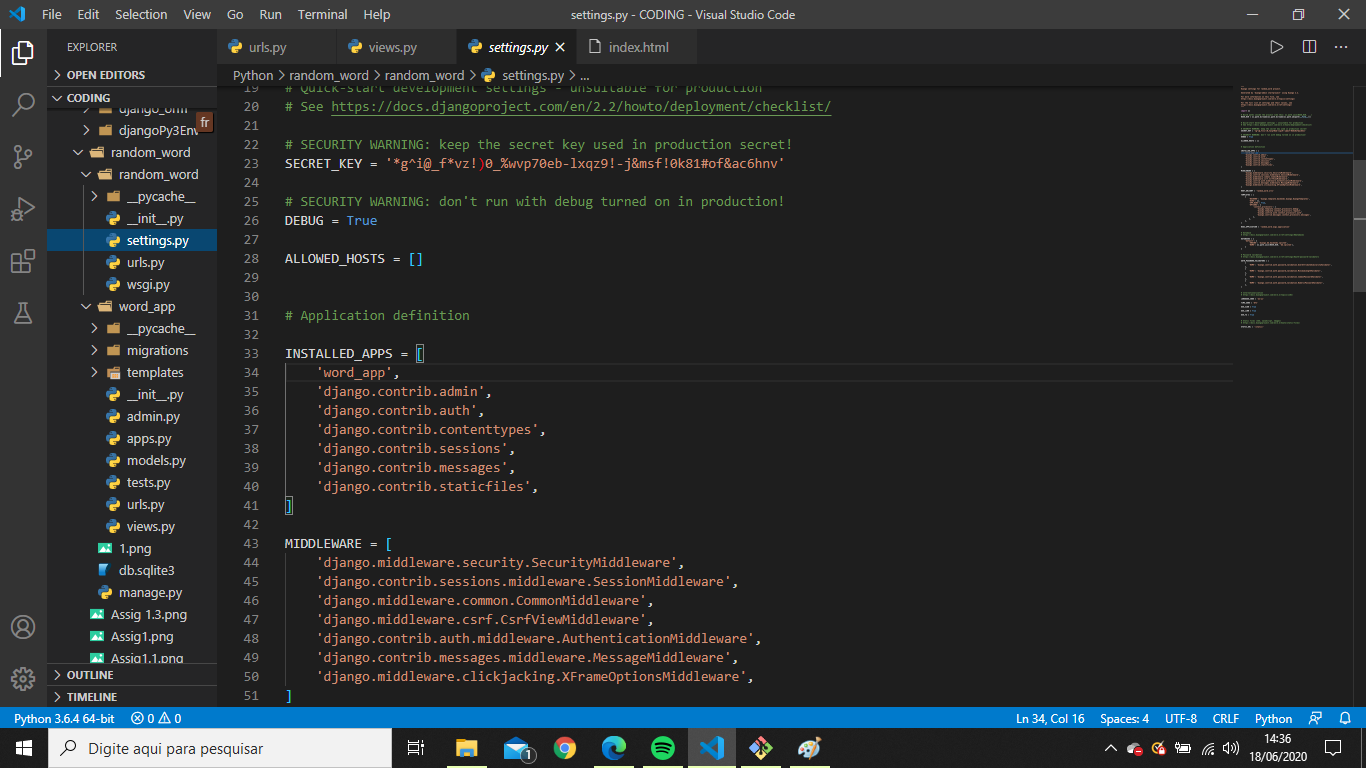 File Edit Selection View Go Run Terminal Help
settings.py - CODING - Visual Studio Code
EXPLORER
OPEN EDITORS
CODING
django_orm
djangoPy3Env
fr
random_word
random_word
__pycache__
__init__.py
settings.py
urls.py
wsgi.py
word_app
__pycache__
migrations
templates
__init__.py
admin.py
apps.py
models.py
tests.py
urls.py
views.py
1.png
db.sqlite3
manage.py
Assig 1.3.png
Assig1.png
Assig1.1.png
OUTLINE
TIMELINE
urls.py views.py settings.py index.html
Python > random_word > random_word > settings.py > ...
19 # Quick-start development settings - unsuitable for production
20 # See https://docs.djangoproject.com/en/2.2/howto/deployment/checklist/
21
22 # SECURITY WARNING: keep the secret key used in production secret!
23 SECRET_KEY = '*g^i@_f*vz!)0_%wvp70eb-lxqz9!-j&msf!0k81#of&ac6hnv'
24
25 # SECURITY WARNING: don't run with debug turned on in production!
26 DEBUG = True
27
28 ALLOWED_HOSTS = []
29
30
31 # Application definition
32
33 INSTALLED_APPS = [
34 'word_app',
35 'django.contrib.admin',
36 'django.contrib.auth',
37 'django.contrib.contenttypes',
38 'django.contrib.sessions',
39 'django.contrib.messages',
40 'django.contrib.staticfiles',
41 ]
42
43 MIDDLEWARE = [
44 'django.middleware.security.SecurityMiddleware',
45 'django.contrib.sessions.middleware.SessionMiddleware',
46 'django.middleware.common.CommonMiddleware',
47 'django.middleware.csrf.CsrfViewMiddleware',
48 'django.contrib.auth.middleware.AuthenticationMiddleware',
49 'django.contrib.messages.middleware.MessageMiddleware',
50 'django.middleware.clickjacking.XFrameOptionsMiddleware',
51 ]
Python 3.6.4 64-bit 0 0 Ln 34, Col 16 Spaces: 4 UTF-8 CRLF Python
Digite aqui para pesquisar
1
14:36
18/06/2020